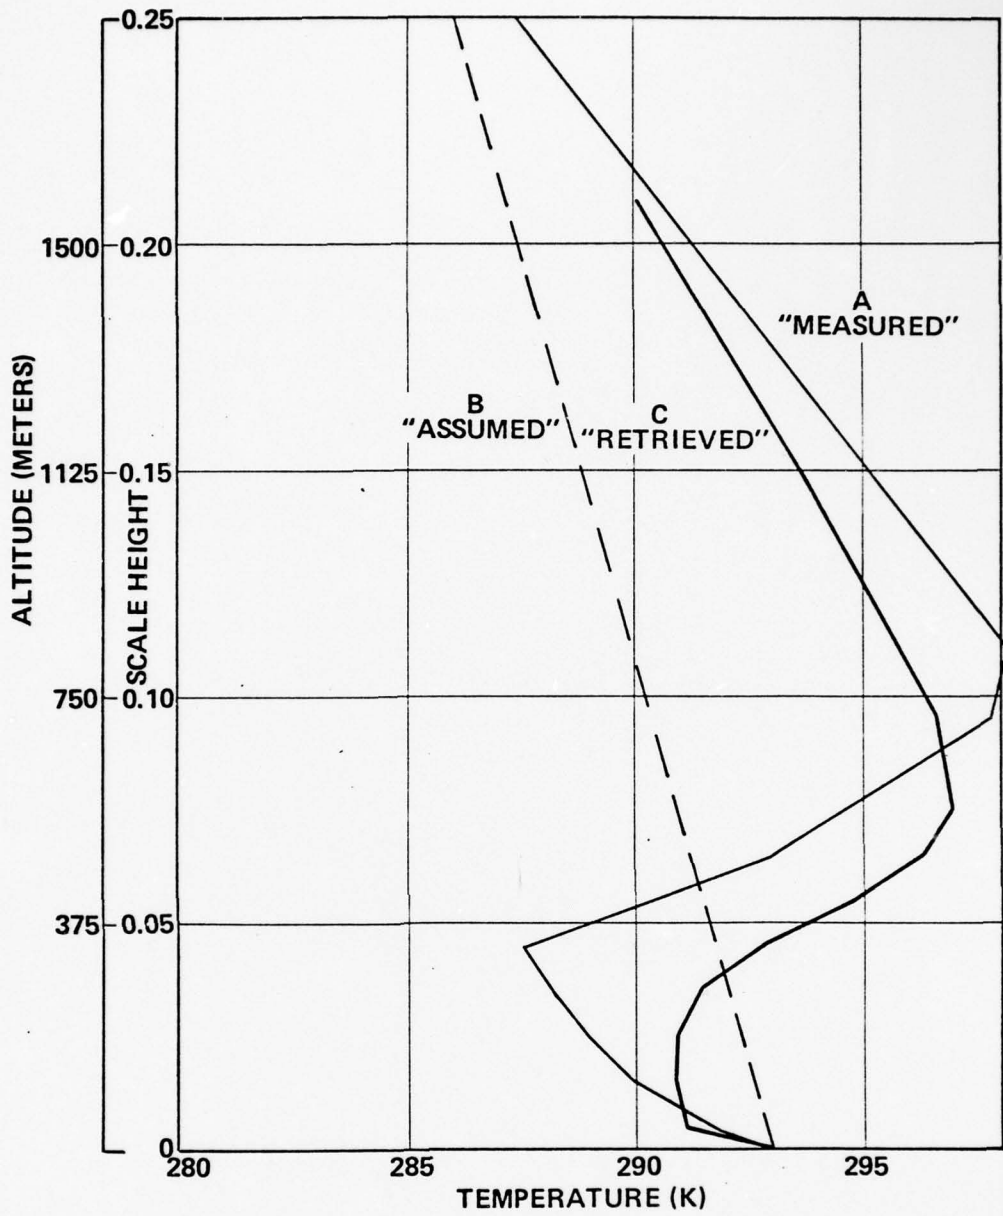 0.25
1500
0.20
A
"MEASURED"
B
"ASSUMED"
C
"RETRIEVED"
1125
0.15
ALTITUDE (METERS)
SCALE HEIGHT
750
0.10
375
0.05
0
280
285
290
295
TEMPERATURE (K)